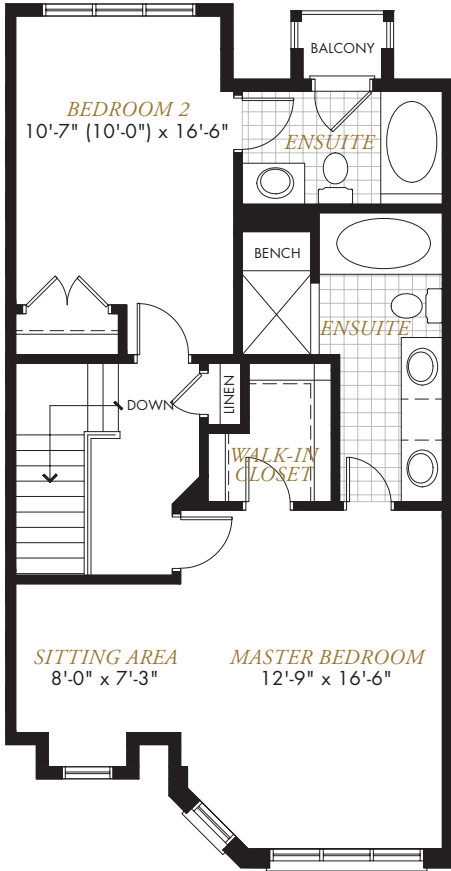 BALCONY
BEDROOM 2
10'-7" (10'-0") x 16'-6"
ENSUITE
BENCH
ENSUITE
LINEN
DOWN
WALK-IN
CLOSET
SITTING AREA
8'-0" x 7'-3"
MASTER BEDROOM
12'-9" x 16'-6"